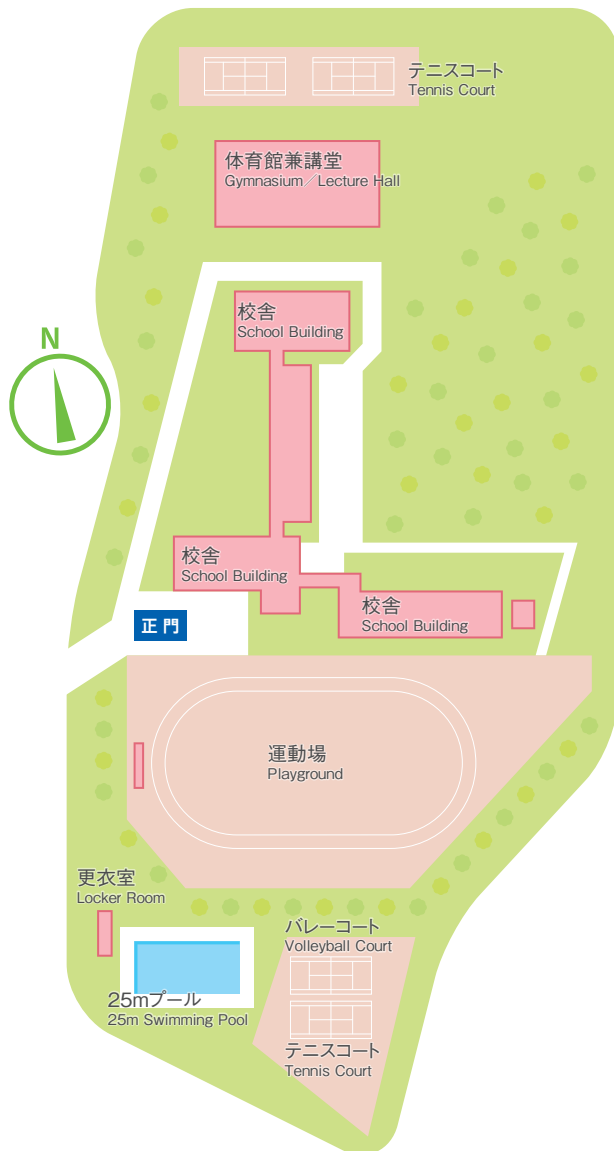 テニスコート
Tennis Court
体育館兼講堂
Gymnasium／Lecture Hall
校舎
School Building
N
校舎
School Building
校舎
School Building
正門
運動場
Playground
更衣室
Locker Room
バレーコート
Volleyball Court
25mプール
25m Swimming Pool
テニスコート
Tennis Court